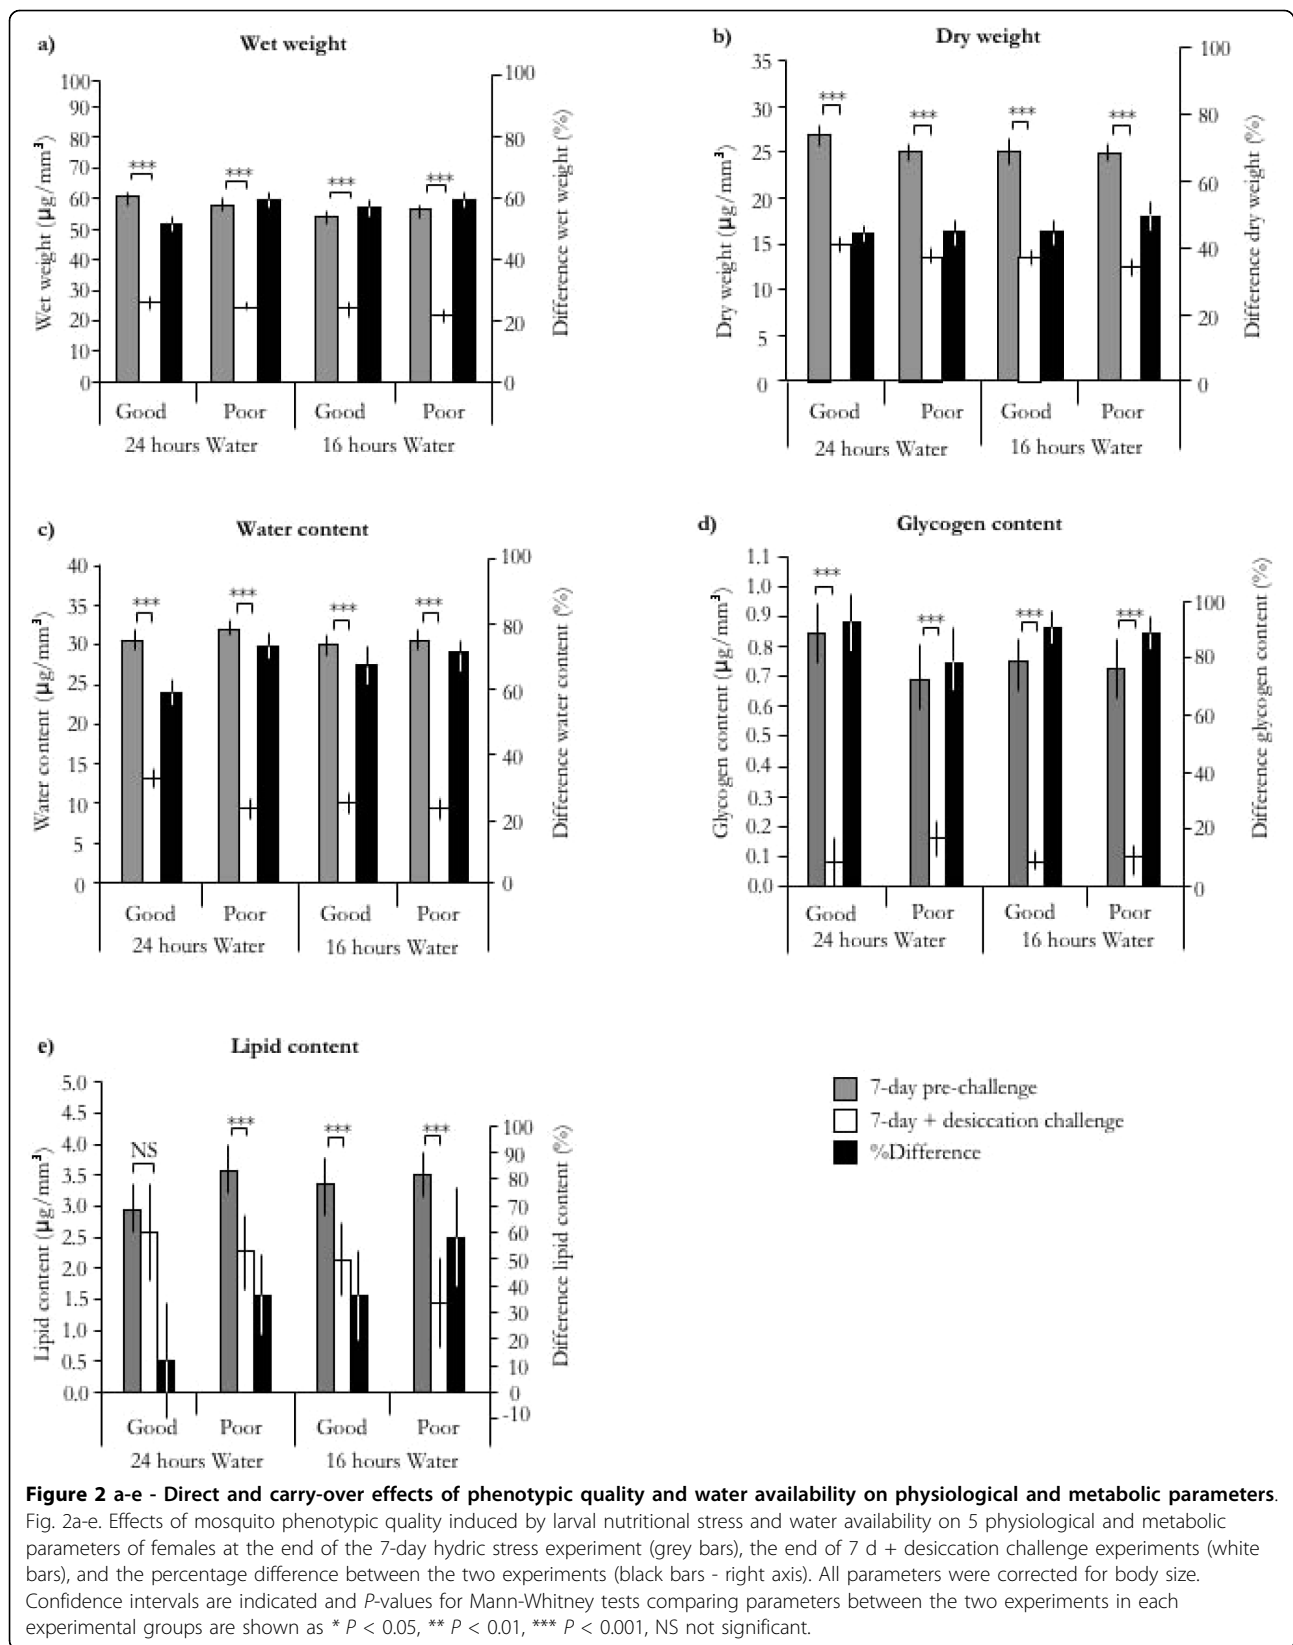 a) Wet weight
Wet weight (µg/mm³)
100
90
80
70
60
50
40
30
20
10
0
*** *** *** ***
100
80
60
40
20
0
Difference wet weight (%)
Good Poor Good Poor
24 hours Water 16 hours Water
b) Dry weight
Dry weight (µg/mm³)
35
30
25
20
15
10
5
0
*** *** *** ***
100
80
60
40
20
0
Difference dry weight (%)
Good Poor Good Poor
24 hours Water 16 hours Water
c) Water content
Water content (µg/mm³)
40
35
30
25
20
15
10
5
0
*** *** *** ***
100
80
60
40
20
0
Difference water content (%)
Good Poor Good Poor
24 hours Water 16 hours Water
d) Glycogen content
Glycogen content (µg/mm³)
1.1
1.0
0.9
0.8
0.7
0.6
0.5
0.4
0.3
0.2
0.1
0.0
*** *** *** ***
100
80
60
40
20
0
Difference glycogen content (%)
Good Poor Good Poor
24 hours Water 16 hours Water
e) Lipid content
Lipid content (µg/mm³)
5.0
4.5
4.0
3.5
3.0
2.5
2.0
1.5
1.0
0.5
0.0
NS *** *** ***
100
90
80
70
60
50
40
30
20
10
0
-10
Difference lipid content (%)
Good Poor Good Poor
24 hours Water 16 hours Water
7-day pre-challenge
7-day + desiccation challenge
%Difference
Figure 2 a-e - Direct and carry-over effects of phenotypic quality and water availability on physiological and metabolic parameters.
Fig. 2a-e. Effects of mosquito phenotypic quality induced by larval nutritional stress and water availability on 5 physiological and metabolic
parameters of females at the end of the 7-day hydric stress experiment (grey bars), the end of 7 d + desiccation challenge experiments (white
bars), and the percentage difference between the two experiments (black bars - right axis). All parameters were corrected for body size.
Confidence intervals are indicated and P-values for Mann-Whitney tests comparing parameters between the two experiments in each
experimental groups are shown as * P < 0.05, ** P < 0.01, *** P < 0.001, NS not significant.